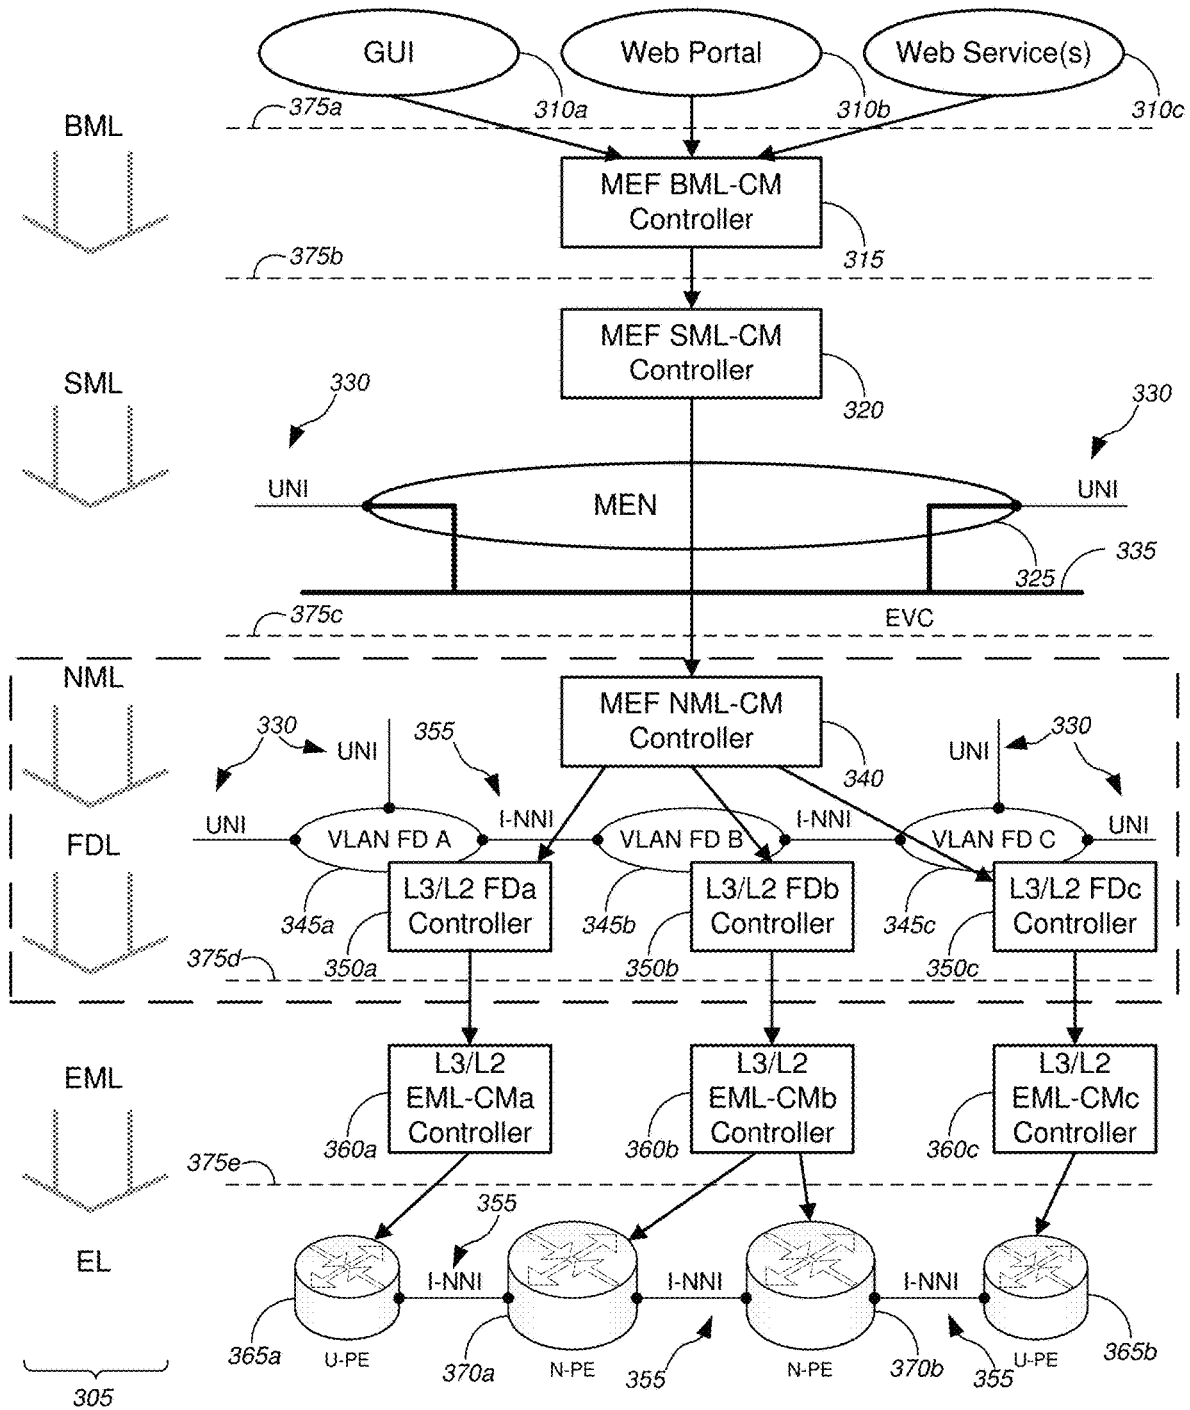 GUI
Web Portal
Web Service(s)
375a
310a
310b
310c
BML
MEF BML-CM
Controller
315
375b
MEF SML-CM
Controller
320
SML
330
330
UNI
MEN
UNI
325
335
375c
EVC
NML
MEF NML-CM
Controller
340
330
UNI
355
UNI
330
UNI
I-NNI
I-NNI
UNI
FDL
VLAN FD A
VLAN FD B
VLAN FD C
L3/L2 FDa
Controller
L3/L2 FDb
Controller
L3/L2 FDc
Controller
345a
345b
345c
375d
350a
350b
350c
EML
L3/L2
EML-CMa
Controller
L3/L2
EML-CMb
Controller
L3/L2
EML-CMc
Controller
360a
360b
360c
375e
355
EL
I-NNI
I-NNI
I-NNI
365a
U-PE
370a
N-PE
355
N-PE
370b
355
U-PE
365b
305